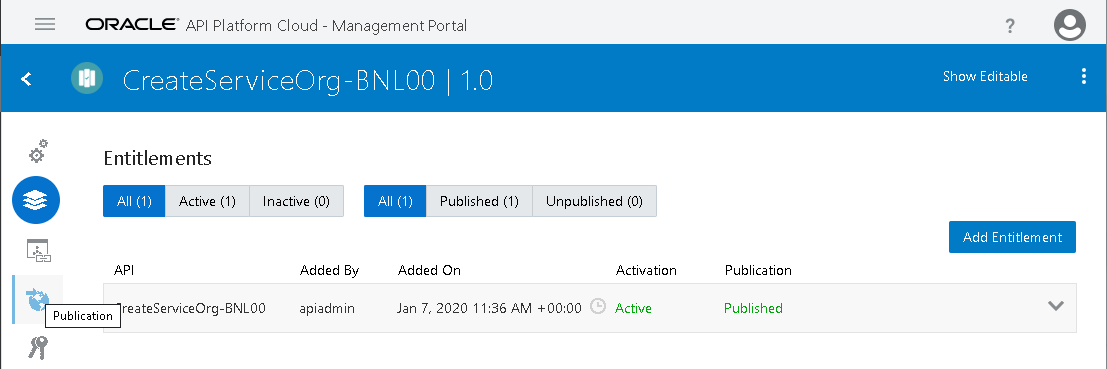 ORACLE API Platform Cloud - Management Portal ?
CreateServiceOrg-BNL00 | 1.0 Show Editable
Entitlements
All (1) Active (1) Inactive (0) All (1) Published (1) Unpublished (0)
Add Entitlement
API Added By Added On Activation Publication
CreateServiceOrg-BNL00 apiadmin Jan 7, 2020 11:36 AM +00:00 Active Published
Publication